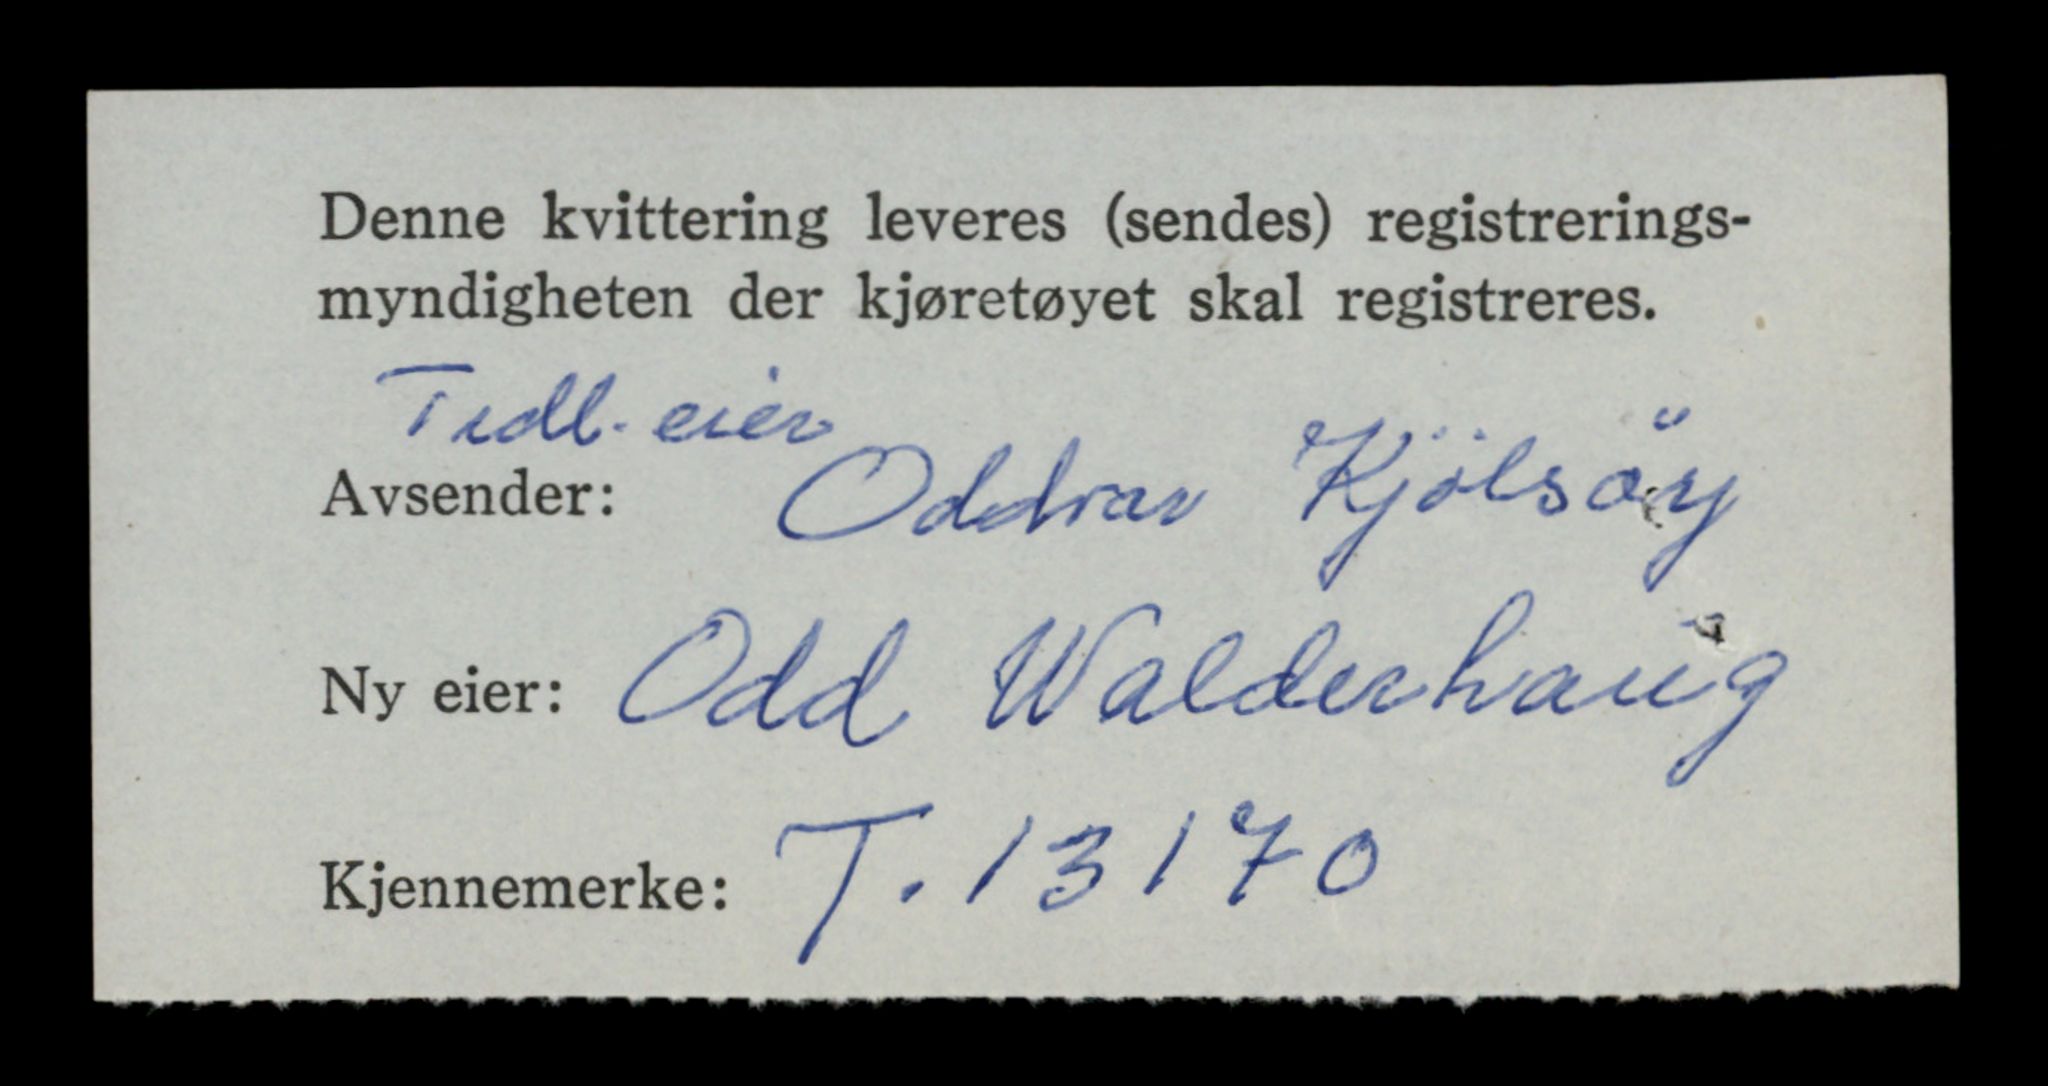 Denne kvittering leveres (sendes) registrerings-
myndigheten der kjøretøyet skal registreres.
Tidl. eier
Avsender: Oddvar Kjölsöy
Ny eier: Odd Walderhaug
Kjennemerke: T. 13170